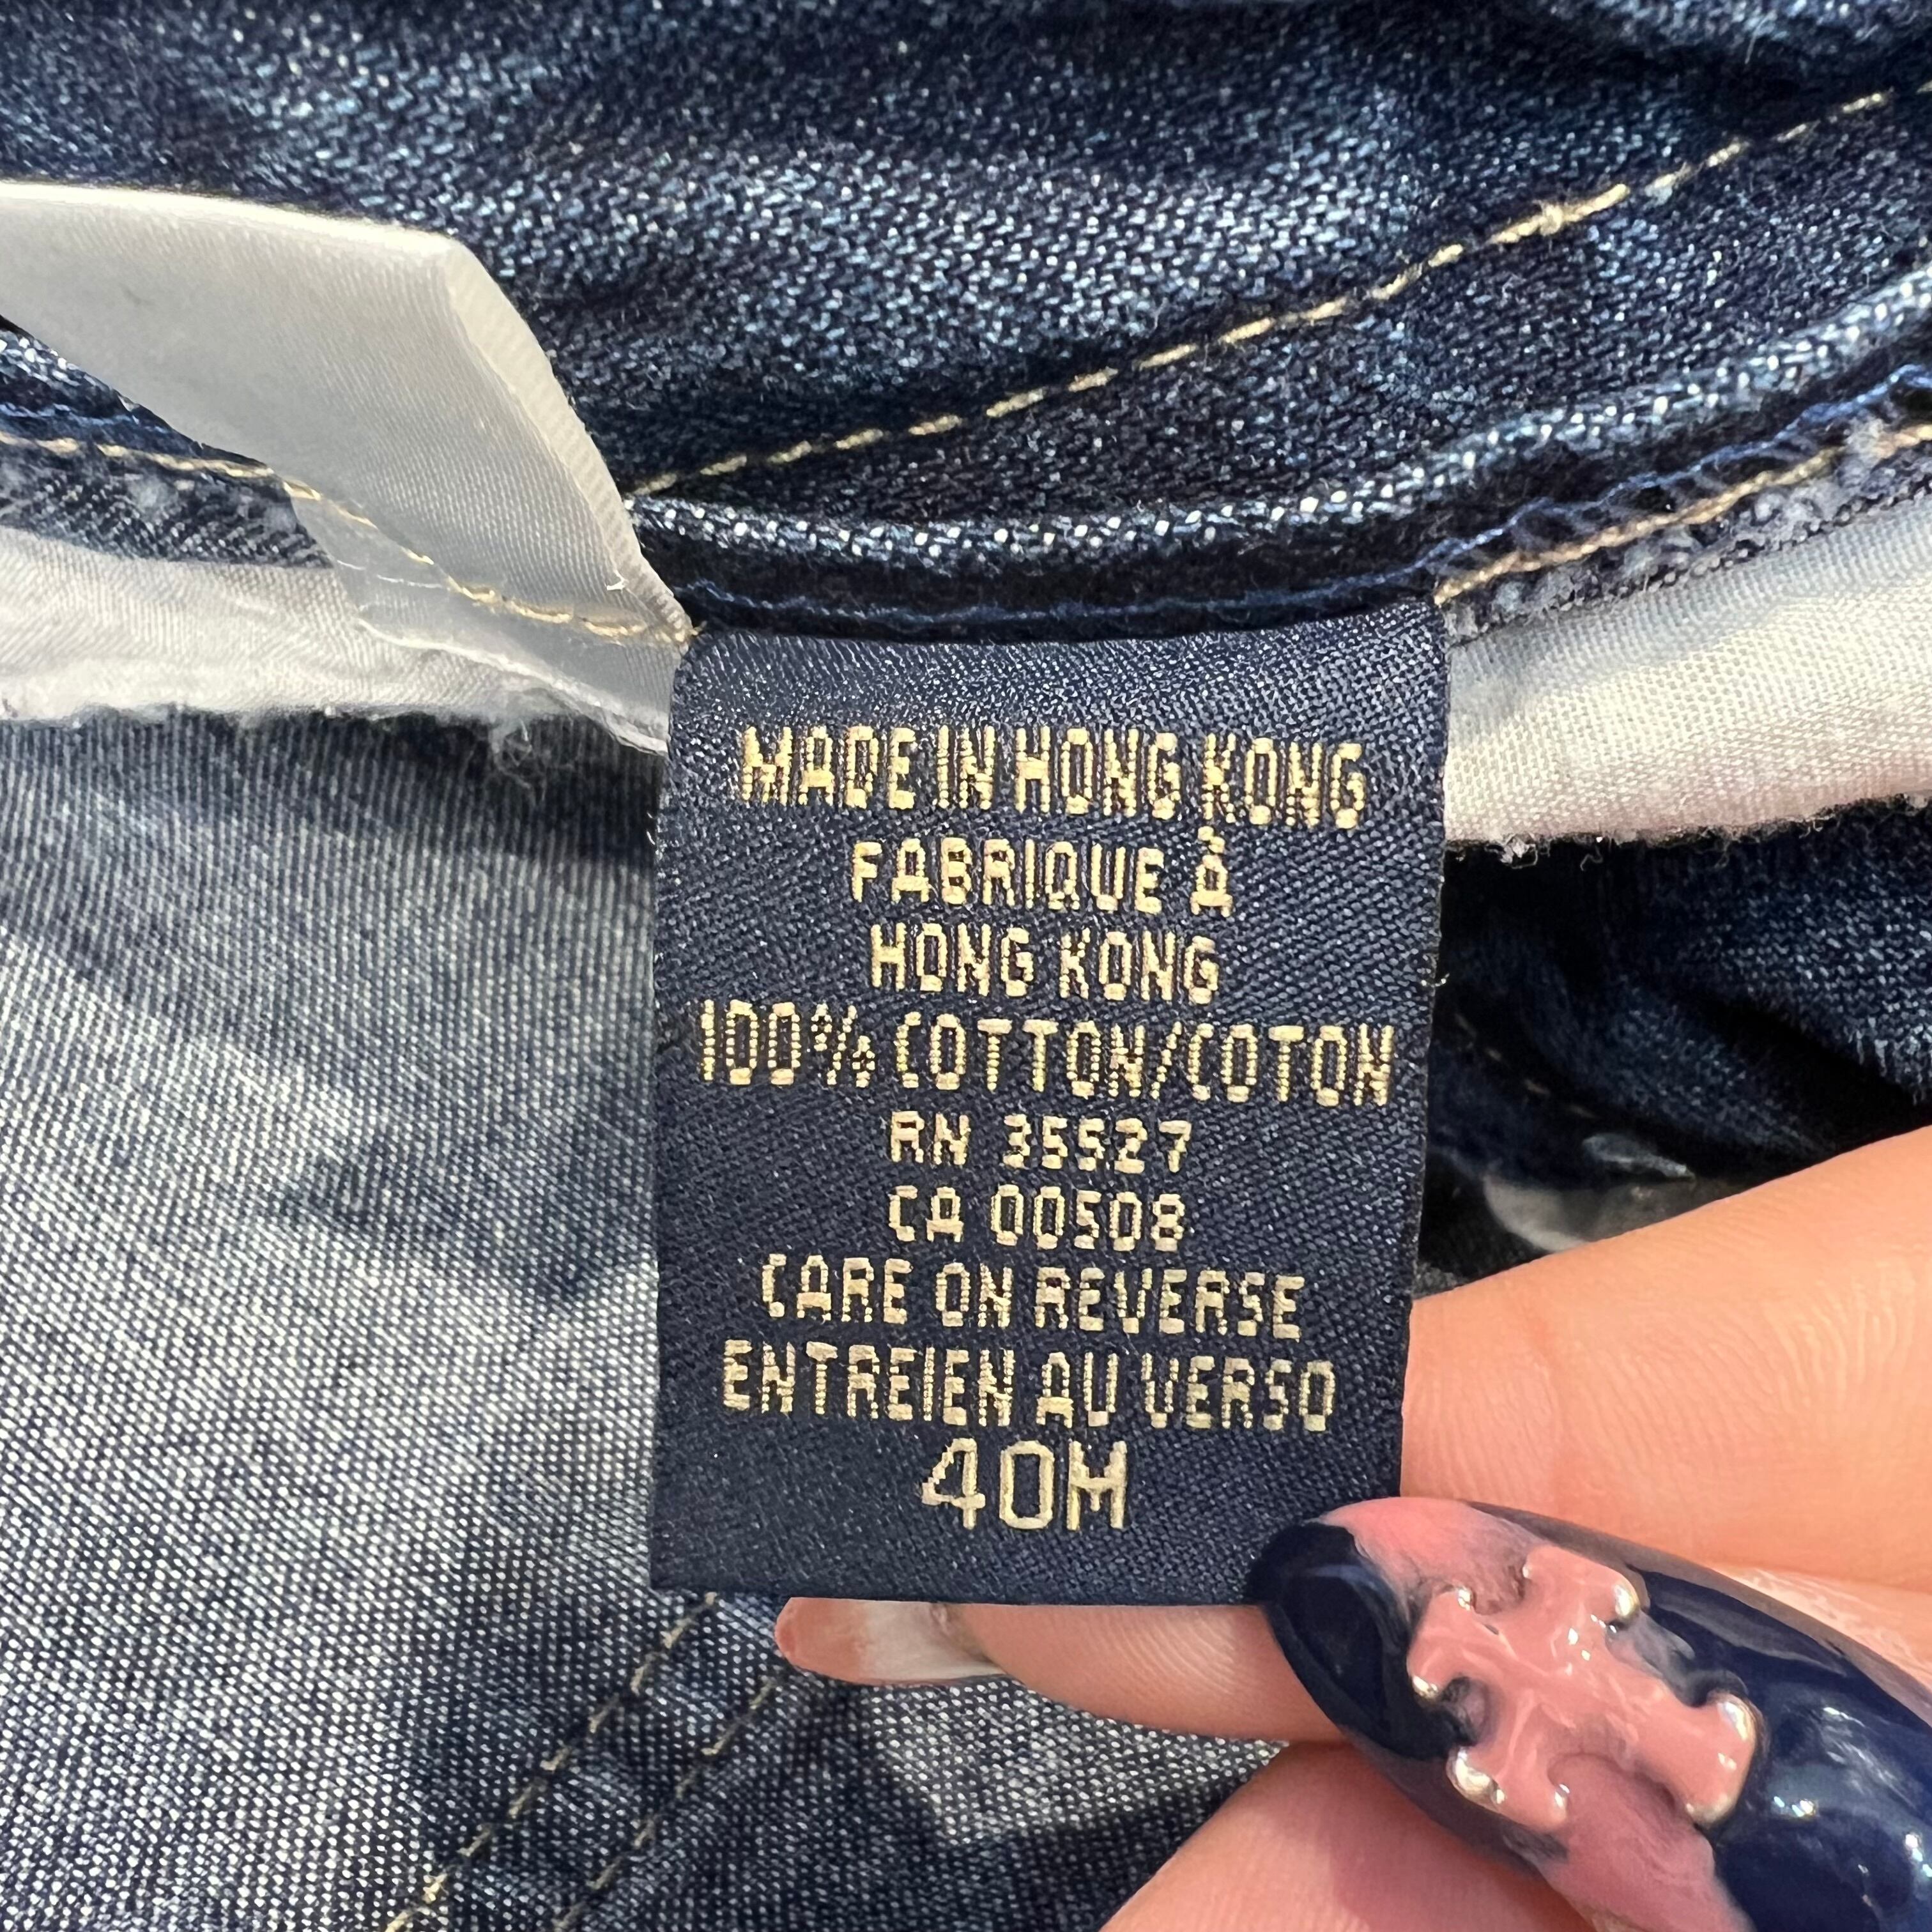 MADE IN HONG KONG
FABRIQUE À
HONG KONG
100% COTTON/COTON
RN 35527
CA 00508
CARE ON REVERSE
ENTREIEN AU VERSO
40M